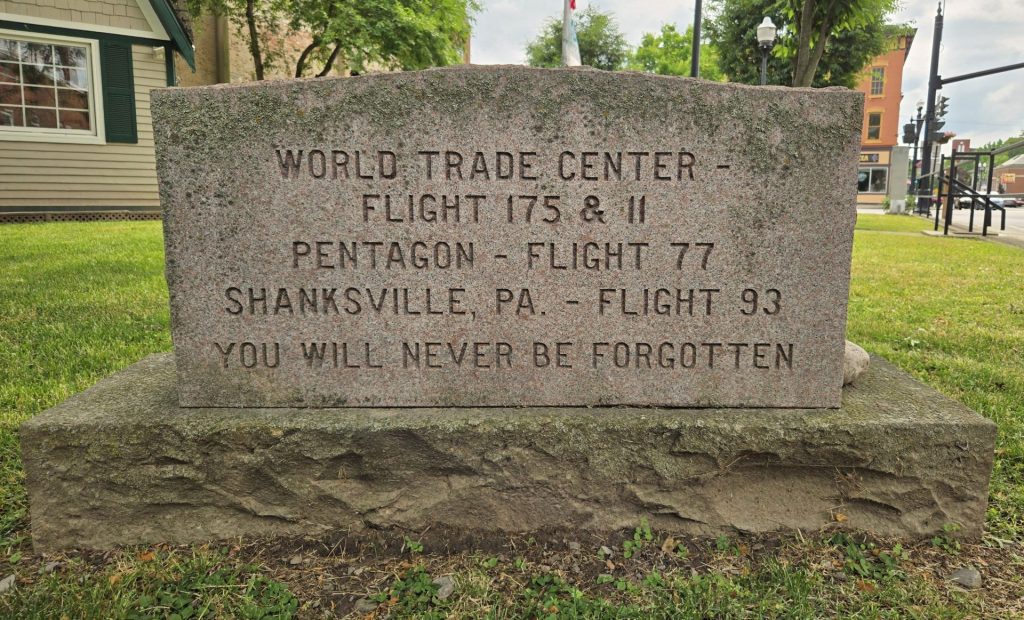 WORLD TRADE CENTER -
FLIGHT 175 & 11
PENTAGON - FLIGHT 77
SHANKSVILLE, PA. - FLIGHT 93
YOU WILL NEVER BE FORGOTTEN